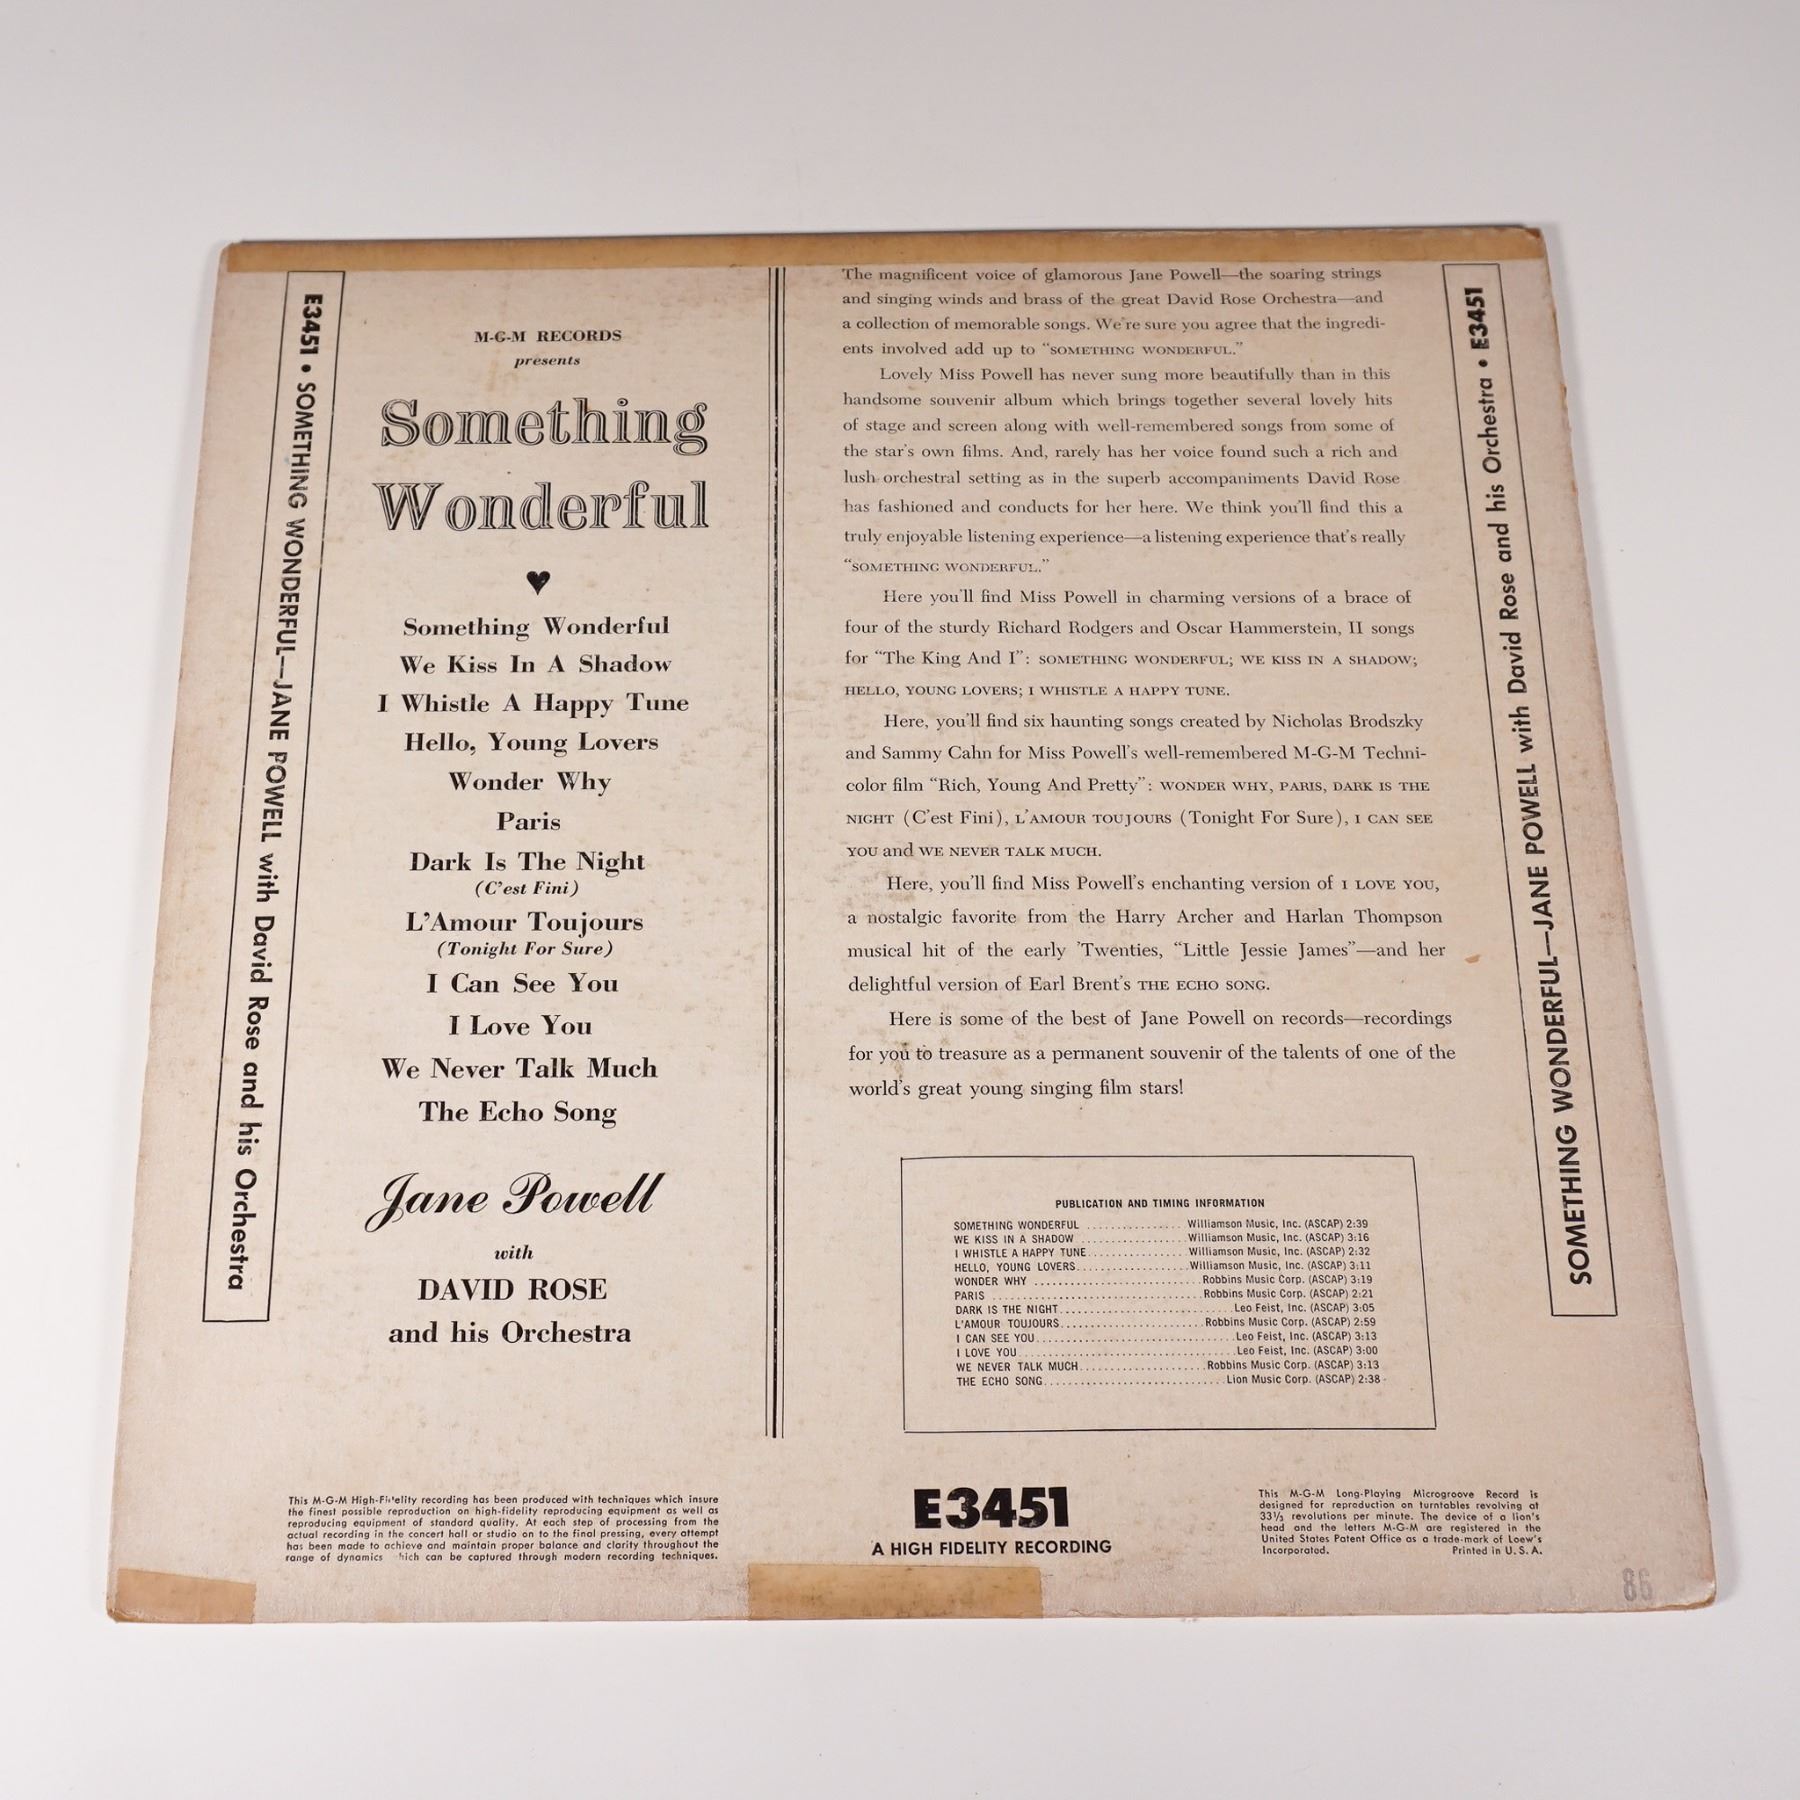 E3451 • SOMETHING WONDERFUL—JANE POWELL with David Rose and his Orchestra
M-G-M RECORDS
presents
Something
Wonderful
♥
Something Wonderful
We Kiss In A Shadow
I Whistle A Happy Tune
Hello, Young Lovers
Wonder Why
Paris
Dark Is The Night
(C'est Fini)
L'Amour Toujours
(Tonight For Sure)
I Can See You
I Love You
We Never Talk Much
The Echo Song
Jane Powell
with
DAVID ROSE
and his Orchestra
The magnificent voice of glamorous Jane Powell—the soaring strings
and singing winds and brass of the great David Rose Orchestra—and
a collection of memorable songs. We're sure you agree that the ingredi-
ents involved add up to "SOMETHING WONDERFUL."
Lovely Miss Powell has never sung more beautifully than in this
handsome souvenir album which brings together several lovely hits
of stage and screen along with well-remembered songs from some of
the star's own films. And, rarely has her voice found such a rich and
lush orchestral setting as in the superb accompaniments David Rose
has fashioned and conducts for her here. We think you'll find this a
truly enjoyable listening experience—a listening experience that's really
"SOMETHING WONDERFUL."
Here you'll find Miss Powell in charming versions of a brace of
four of the sturdy Richard Rodgers and Oscar Hammerstein, II songs
for "The King And I": SOMETHING WONDERFUL; WE KISS IN A SHADOW;
HELLO, YOUNG LOVERS; I WHISTLE A HAPPY TUNE.
Here, you'll find six haunting songs created by Nicholas Brodszky
and Sammy Cahn for Miss Powell's well-remembered M-G-M Techni-
color film "Rich, Young And Pretty": WONDER WHY, PARIS, DARK IS THE
NIGHT (C'est Fini), L'AMOUR TOUJOURS (Tonight For Sure), I CAN SEE
YOU and WE NEVER TALK MUCH.
Here, you'll find Miss Powell's enchanting version of I LOVE YOU,
a nostalgic favorite from the Harry Archer and Harlan Thompson
musical hit of the early 'Twenties, "Little Jessie James"—and her
delightful version of Earl Brent's THE ECHO SONG.
Here is some of the best of Jane Powell on records—recordings
for you to treasure as a permanent souvenir of the talents of one of the
world's great young singing film stars!
PUBLICATION AND TIMING INFORMATION
SOMETHING WONDERFUL ................ Williamson Music, Inc. (ASCAP) 2:39
WE KISS IN A SHADOW .................. Williamson Music, Inc. (ASCAP) 3:16
I WHISTLE A HAPPY TUNE................ Williamson Music, Inc. (ASCAP) 2:32
HELLO, YOUNG LOVERS................... Williamson Music, Inc. (ASCAP) 3:11
WONDER WHY ............................ Robbins Music Corp. (ASCAP) 3:19
PARIS .................................... Robbins Music Corp. (ASCAP) 2:21
DARK IS THE NIGHT............................. Leo Feist, Inc. (ASCAP) 3:05
L'AMOUR TOUJOURS........................ Robbins Music Corp. (ASCAP) 2:59
I CAN SEE YOU................................. Leo Feist, Inc. (ASCAP) 3:13
I LOVE YOU.................................... Leo Feist, Inc. (ASCAP) 3:00
WE NEVER TALK MUCH..................... Robbins Music Corp. (ASCAP) 3:13
THE ECHO SONG.............................. Lion Music Corp. (ASCAP) 2:38
SOMETHING WONDERFUL—JANE POWELL with David Rose and his Orchestra • E3451
This M-G-M High-Fidelity recording has been produced with techniques which insure
the finest possible reproduction on high-fidelity reproducing equipment as well as
reproducing equipment of standard quality. At each step of processing from the
actual recording in the concert hall or studio on to the final pressing, every attempt
has been made to achieve and maintain proper balance and clarity throughout the
range of dynamics hich can be captured through modern recording techniques.
E3451
A HIGH FIDELITY RECORDING
This M-G-M Long-Playing Microgroove Record is
designed for reproduction on turntables revolving at
33⅓ revolutions per minute. The device of a lion's
head and the letters M-G-M are registered in the
United States Patent Office as a trade-mark of Loew's
Incorporated. Printed in U. S. A.
86